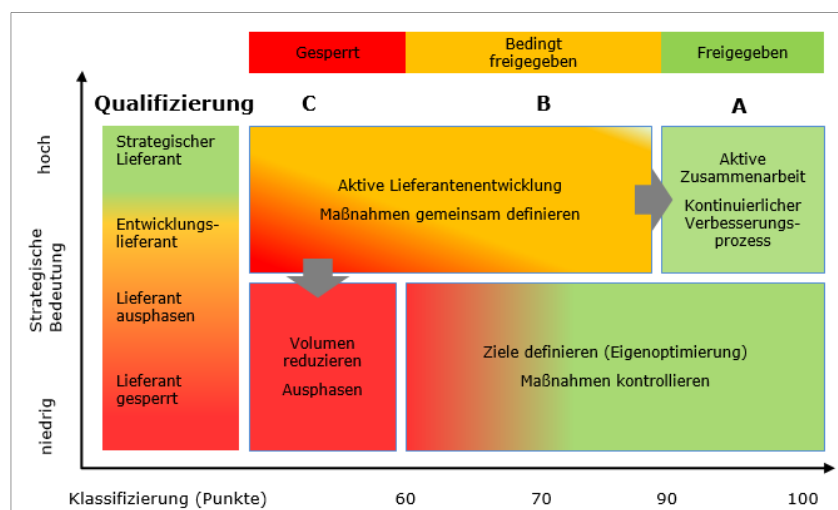 Gesperrt
Bedingt
freigegeben
Freigegeben
Qualifizierung
C
B
A
hoch
Strategische
Bedeutung
niedrig
Strategischer
Lieferant
Entwicklungs-
lieferant
Lieferant
ausphasen
Lieferant
gesperrt
Aktive Lieferantenentwicklung
Maßnahmen gemeinsam definieren
Aktive
Zusammenarbeit
Kontinuierlicher
Verbesserungs-
prozess
Volumen
reduzieren
Ausphasen
Ziele definieren (Eigenoptimierung)
Maßnahmen kontrollieren
Klassifizierung (Punkte)
60
70
90
100